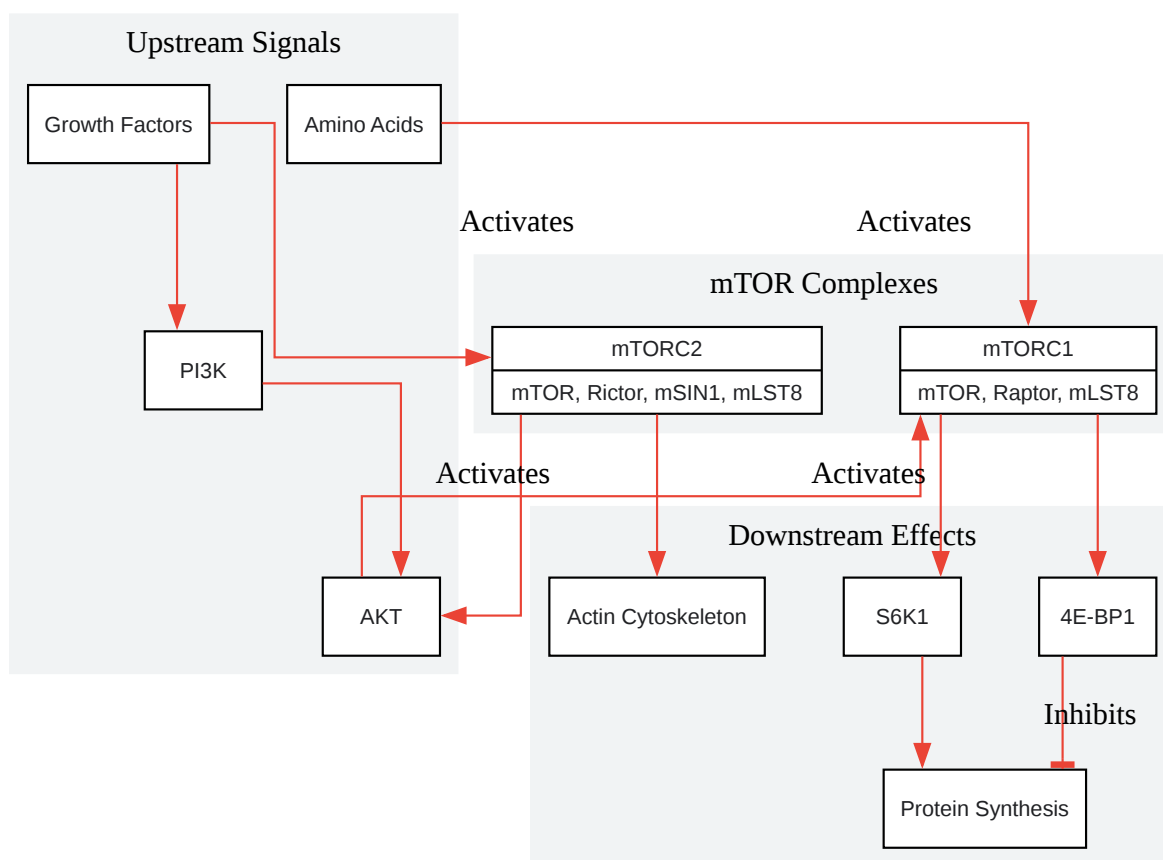 Upstream Signals
Growth Factors
Amino Acids
Activates
Activates
mTOR Complexes
mTORC2
mTORC1
PI3K
mTOR, Rictor, mSIN1, mLST8
mTOR, Raptor, mLST8
Activates
Activates
Downstream Effects
AKT
Actin Cytoskeleton
S6K1
4E-BP1
Inhibits
Protein Synthesis